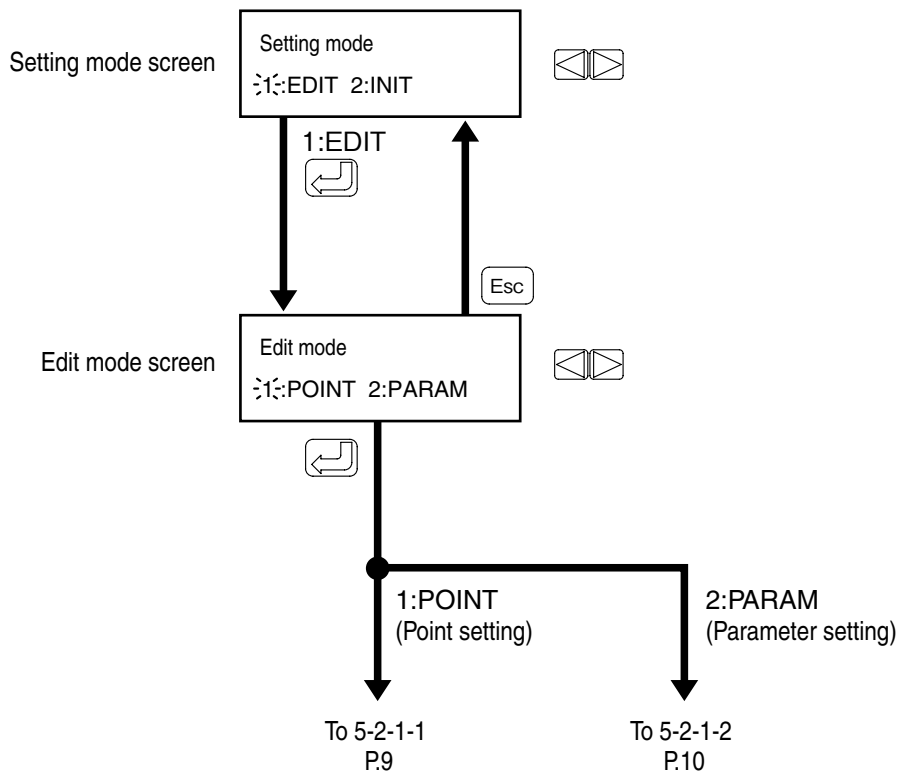 Setting mode screen
Setting mode
1:EDIT 2:INIT
1:EDIT
Esc
Edit mode screen
Edit mode
1:POINT 2:PARAM
1:POINT
(Point setting)
2:PARAM
(Parameter setting)
To 5-2-1-1
P.9
To 5-2-1-2
P.10